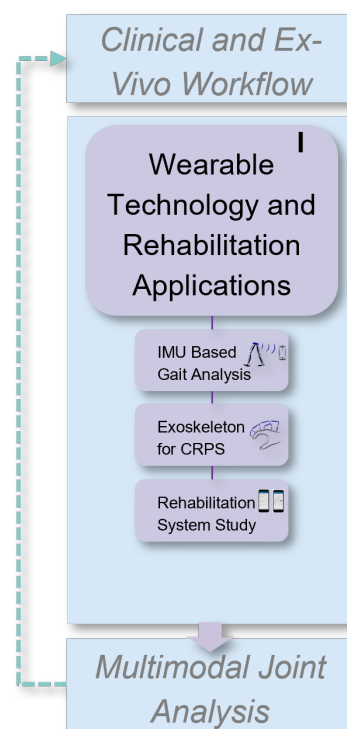 Clinical and Ex-
Vivo Workflow
I
Wearable
Technology and
Rehabilitation
Applications
IMU Based
Gait Analysis
Exoskeleton
for CRPS
Rehabilitation
System Study
Multimodal Joint
Analysis